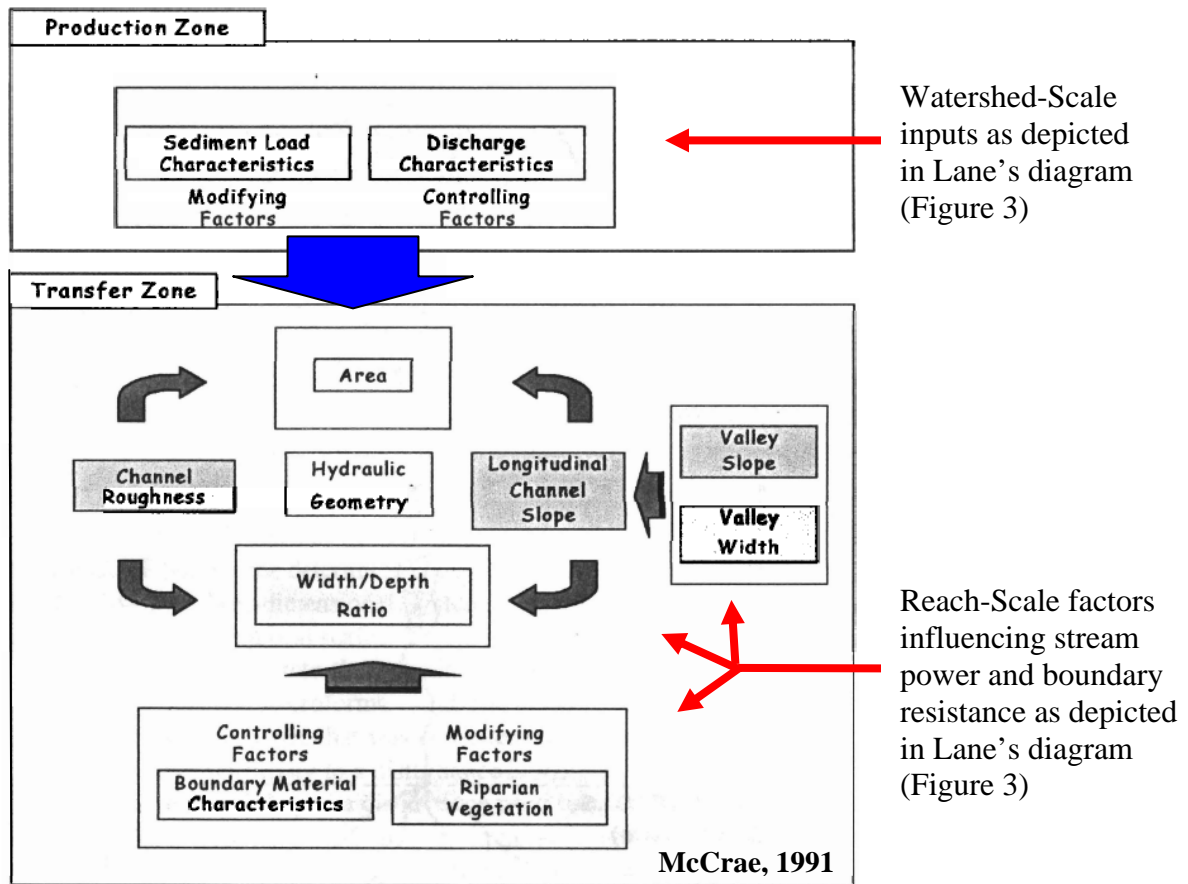 Production Zone
Sediment Load
Characteristics
Discharge
Characteristics
Modifying
Factors
Controlling
Factors
Watershed-Scale
inputs as depicted
in Lane’s diagram
(Figure 3)
Transfer Zone
Area
Channel
Roughness
Hydraulic
Geometry
Longitudinal
Channel
Slope
Valley
Slope
Valley
Width
Width/Depth
Ratio
Reach-Scale factors
influencing stream
power and boundary
resistance as depicted
in Lane’s diagram
(Figure 3)
Controlling
Factors
Modifying
Factors
Boundary Material
Characteristics
Riparian
Vegetation
McCrae, 1991